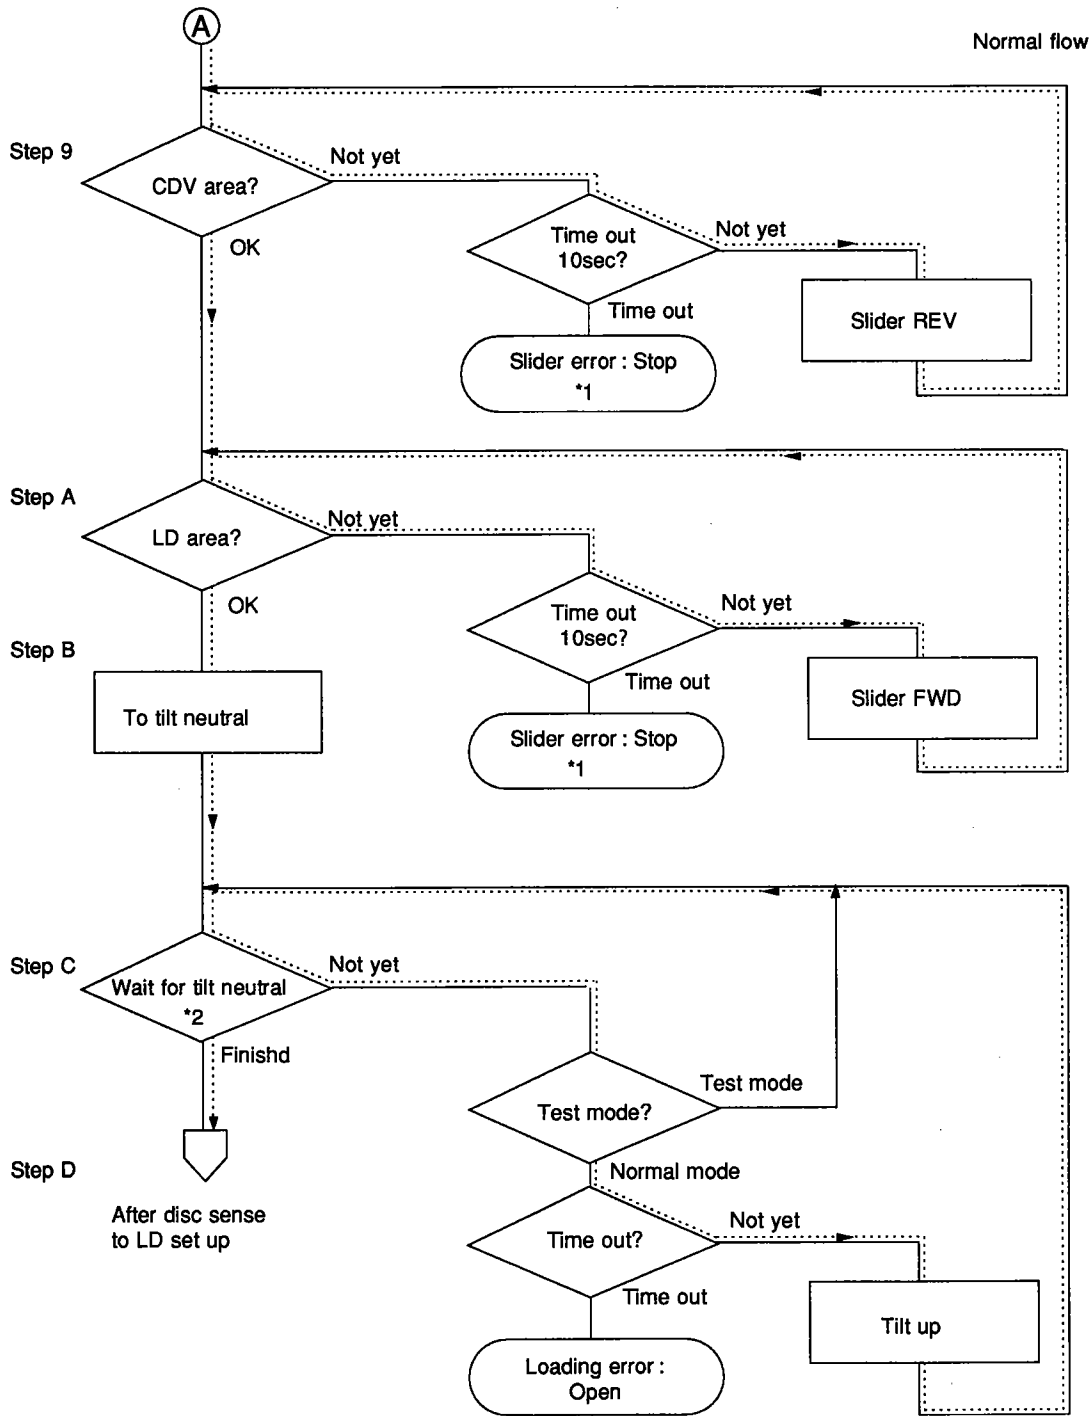 A
Normal flow
Step 9
Not yet
CDV area?
OK
Time out
10sec?
Not yet
Time out
Slider REV
Slider error : Stop
*1
Step A
Not yet
LD area?
OK
Time out
10sec?
Not yet
Time out
Step B
To tilt neutral
Slider FWD
Slider error : Stop
*1
Step C
Not yet
Wait for tilt neutral
*2
Finishd
Test mode
Test mode?
Step D
Normal mode
After disc sense
to LD set up
Time out?
Not yet
Time out
Tilt up
Loading error :
Open